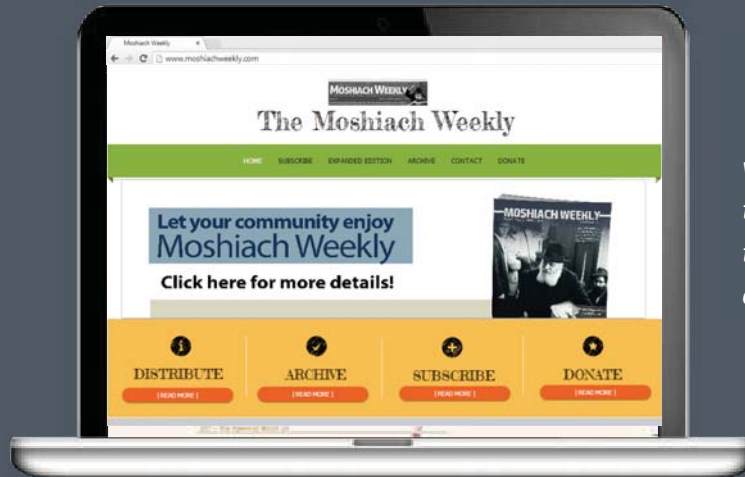 Moshiach Weekly
www.moshiachweekly.com
MOSHIACH WEEKLY
The Moshiach Weekly
HOME SUBSCRIBE EXPANDED EDITION ARCHIVE CONTACT DONATE
Let your community enjoy
Moshiach Weekly
Click here for more details!
MOSHIACH WEEKLY
DISTRIBUTE ARCHIVE SUBSCRIBE DONATE
[ READ MORE ] [ READ MORE ] [ READ MORE ] [ READ MORE ]